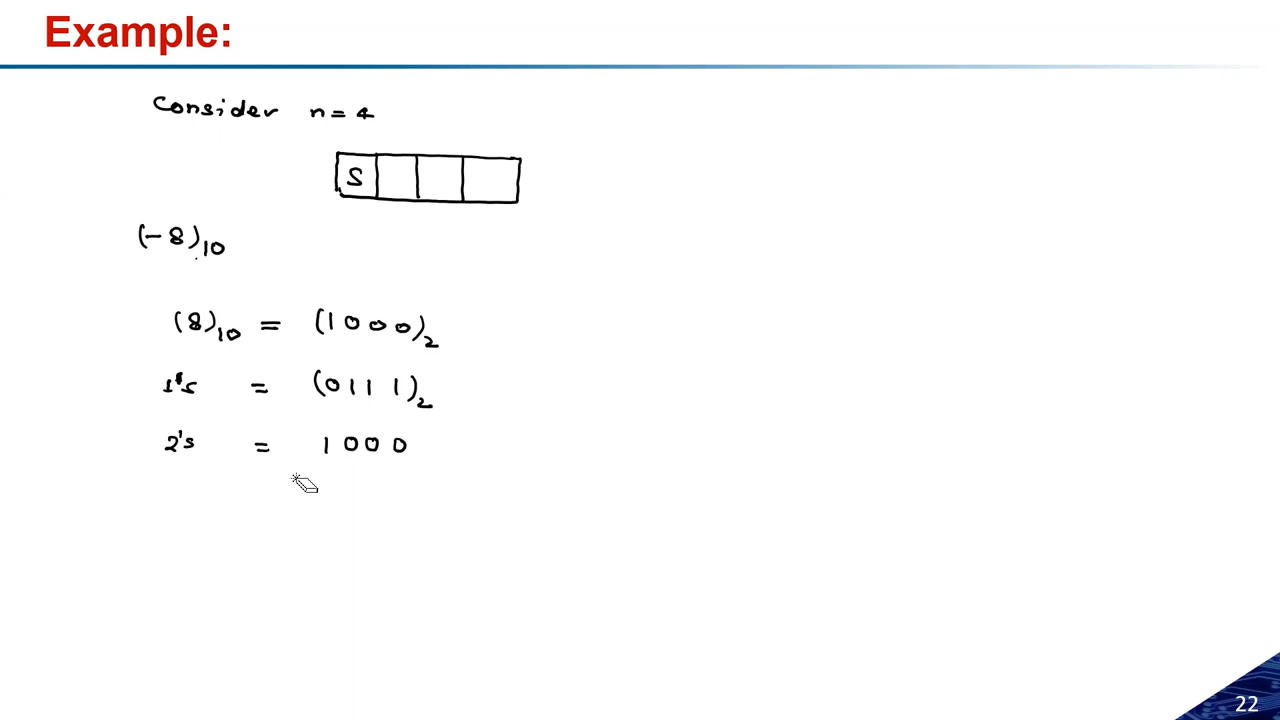 Example:
Consider n = 4
S
(-8)10
(8)10 = (1000)2
1's = (0111)2
2's = 1000
22